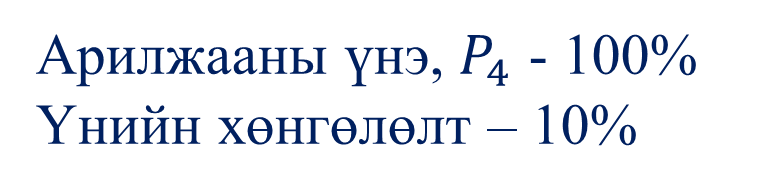 Арилжааны үнэ, 𝑃₄ - 100%
Үнийн хөнгөлөлт – 10%